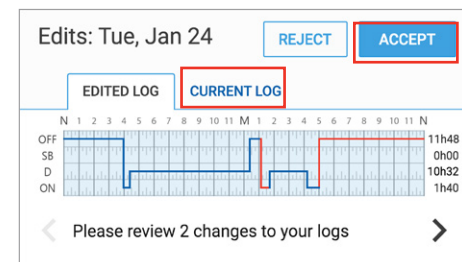 Edits: Tue, Jan 24 REJECT ACCEPT
EDITED LOG CURRENT LOG
N 1 2 3 4 5 6 7 8 9 10 11 M 1 2 3 4 5 6 7 8 9 10 11 N
OFF 11h48
SB 0h00
D 10h32
ON 1h40
Please review 2 changes to your logs